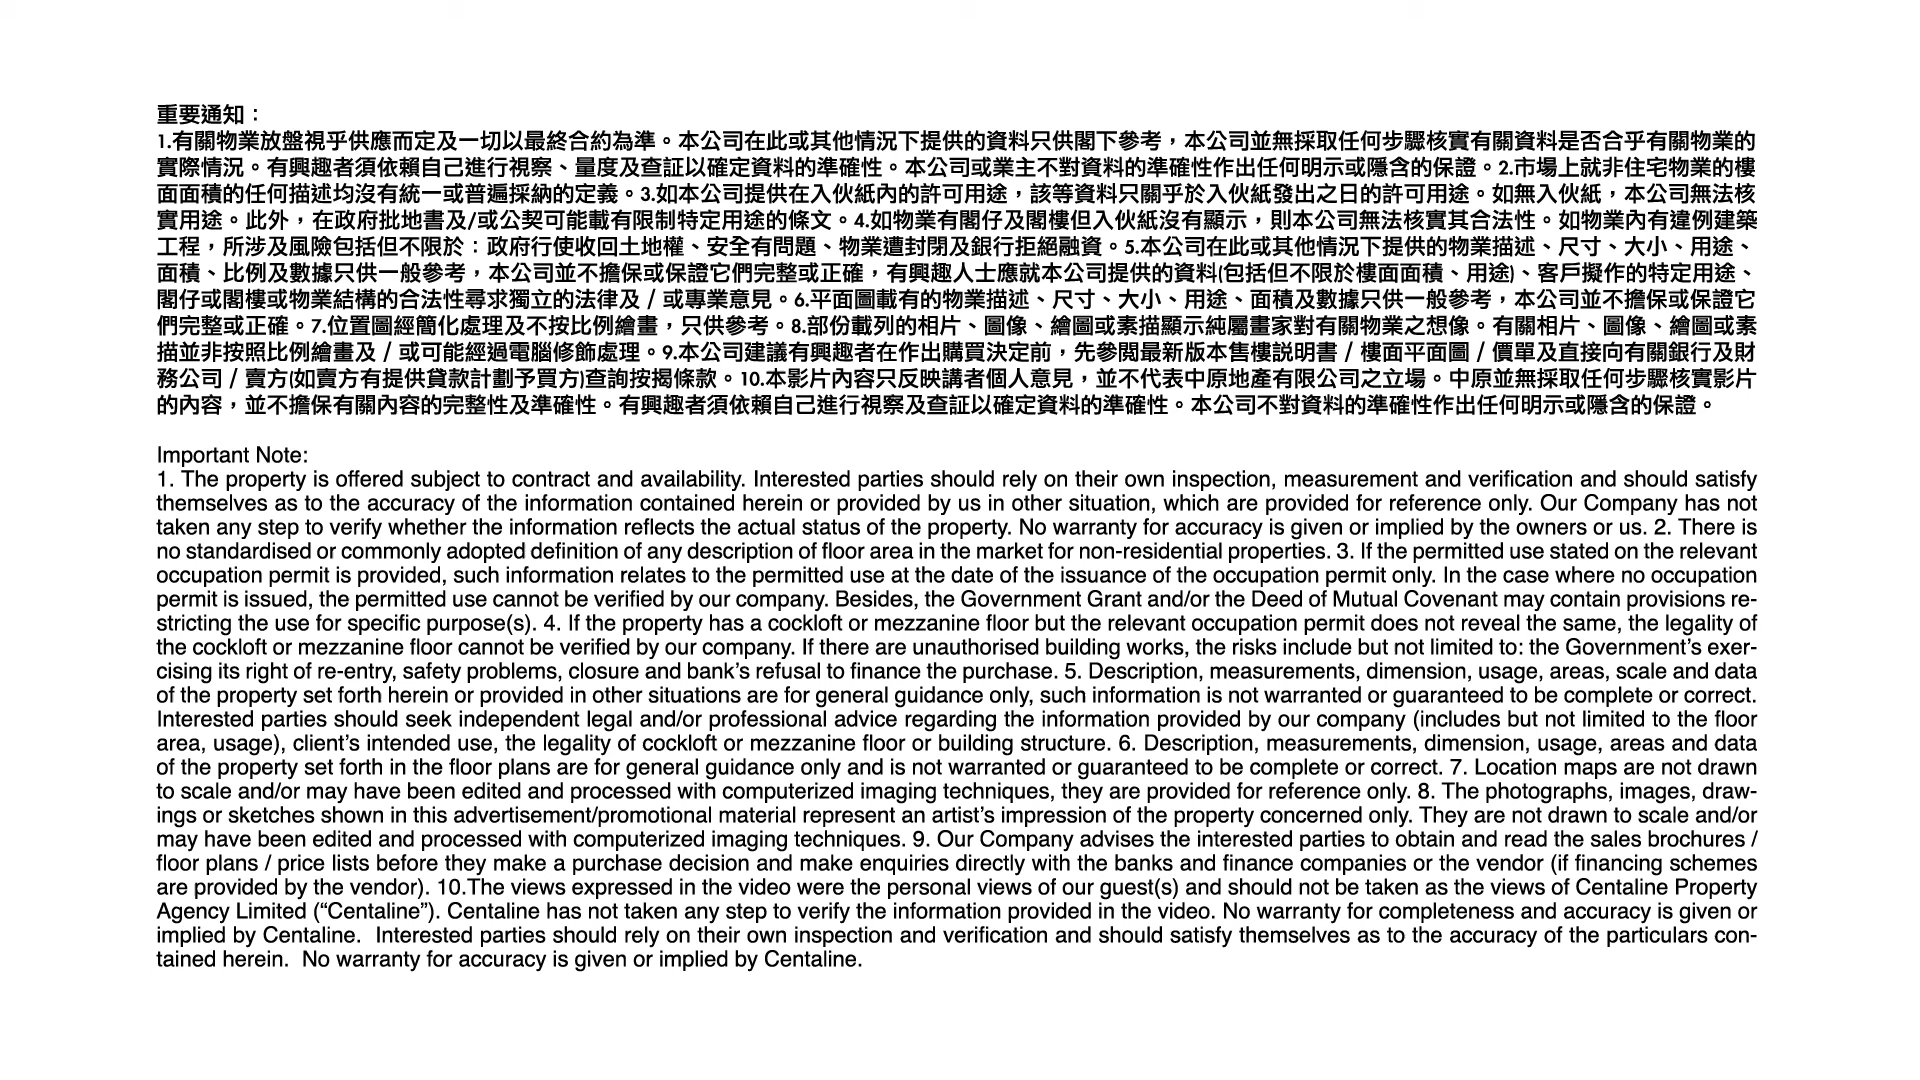 重要通知：
1.有關物業放盤視乎供應而定及一切以最終合約為準。本公司在此或其他情況下提供的資料只供閣下參考，本公司並無採取任何步驟核實有關資料是否合乎有關物業的
實際情況。有興趣者須依賴自己進行視察、量度及查証以確定資料的準確性。本公司或業主不對資料的準確性作出任何明示或隱含的保證。2.市場上就非住宅物業的樓
面面積的任何描述均沒有統一或普遍採納的定義。3.如本公司提供在入伙紙內的許可用途，該等資料只關乎於入伙紙發出之日的許可用途。如無入伙紙，本公司無法核
實用途。此外，在政府批地書及/或公契可能載有限制特定用途的條文。4.如物業有閣仔及閣樓但入伙紙沒有顯示，則本公司無法核實其合法性。如物業內有違例建築
工程，所涉及風險包括但不限於：政府行使收回土地權、安全有問題、物業遭封閉及銀行拒絕融資。5.本公司在此或其他情況下提供的物業描述、尺寸、大小、用途、
面積、比例及數據只供一般參考，本公司並不擔保或保證它們完整或正確，有興趣人士應就本公司提供的資料(包括但不限於樓面面積、用途)、客戶擬作的特定用途、
閣仔或閣樓或物業結構的合法性尋求獨立的法律及 / 或專業意見。6.平面圖載有的物業描述、尺寸、大小、用途、面積及數據只供一般參考，本公司並不擔保或保證它
們完整或正確。7.位置圖經簡化處理及不按比例繪畫，只供參考。8.部份載列的相片、圖像、繪圖或素描顯示純屬畫家對有關物業之想像。有關相片、圖像、繪圖或素
描並非按照比例繪畫及 / 或可能經過電腦修飾處理。9.本公司建議有興趣者在作出購買決定前，先參閱最新版本售樓説明書 / 樓面平面圖 / 價單及直接向有關銀行及財
務公司 / 賣方(如賣方有提供貸款計劃予買方)查詢按揭條款。10.本影片內容只反映講者個人意見，並不代表中原地產有限公司之立場。中原並無採取任何步驟核實影片
的內容，並不擔保有關內容的完整性及準確性。有興趣者須依賴自己進行視察及查証以確定資料的準確性。本公司不對資料的準確性作出任何明示或隱含的保證。
Important Note:
1. The property is offered subject to contract and availability. Interested parties should rely on their own inspection, measurement and verification and should satisfy
themselves as to the accuracy of the information contained herein or provided by us in other situation, which are provided for reference only. Our Company has not
taken any step to verify whether the information reflects the actual status of the property. No warranty for accuracy is given or implied by the owners or us. 2. There is
no standardised or commonly adopted definition of any description of floor area in the market for non-residential properties. 3. If the permitted use stated on the relevant
occupation permit is provided, such information relates to the permitted use at the date of the issuance of the occupation permit only. In the case where no occupation
permit is issued, the permitted use cannot be verified by our company. Besides, the Government Grant and/or the Deed of Mutual Covenant may contain provisions re-
stricting the use for specific purpose(s). 4. If the property has a cockloft or mezzanine floor but the relevant occupation permit does not reveal the same, the legality of
the cockloft or mezzanine floor cannot be verified by our company. If there are unauthorised building works, the risks include but not limited to: the Government’s exer-
cising its right of re-entry, safety problems, closure and bank’s refusal to finance the purchase. 5. Description, measurements, dimension, usage, areas, scale and data
of the property set forth herein or provided in other situations are for general guidance only, such information is not warranted or guaranteed to be complete or correct.
Interested parties should seek independent legal and/or professional advice regarding the information provided by our company (includes but not limited to the floor
area, usage), client’s intended use, the legality of cockloft or mezzanine floor or building structure. 6. Description, measurements, dimension, usage, areas and data
of the property set forth in the floor plans are for general guidance only and is not warranted or guaranteed to be complete or correct. 7. Location maps are not drawn
to scale and/or may have been edited and processed with computerized imaging techniques, they are provided for reference only. 8. The photographs, images, draw-
ings or sketches shown in this advertisement/promotional material represent an artist’s impression of the property concerned only. They are not drawn to scale and/or
may have been edited and processed with computerized imaging techniques. 9. Our Company advises the interested parties to obtain and read the sales brochures /
floor plans / price lists before they make a purchase decision and make enquiries directly with the banks and finance companies or the vendor (if financing schemes
are provided by the vendor). 10.The views expressed in the video were the personal views of our guest(s) and should not be taken as the views of Centaline Property
Agency Limited (“Centaline”). Centaline has not taken any step to verify the information provided in the video. No warranty for completeness and accuracy is given or
implied by Centaline.  Interested parties should rely on their own inspection and verification and should satisfy themselves as to the accuracy of the particulars con-
tained herein.  No warranty for accuracy is given or implied by Centaline.